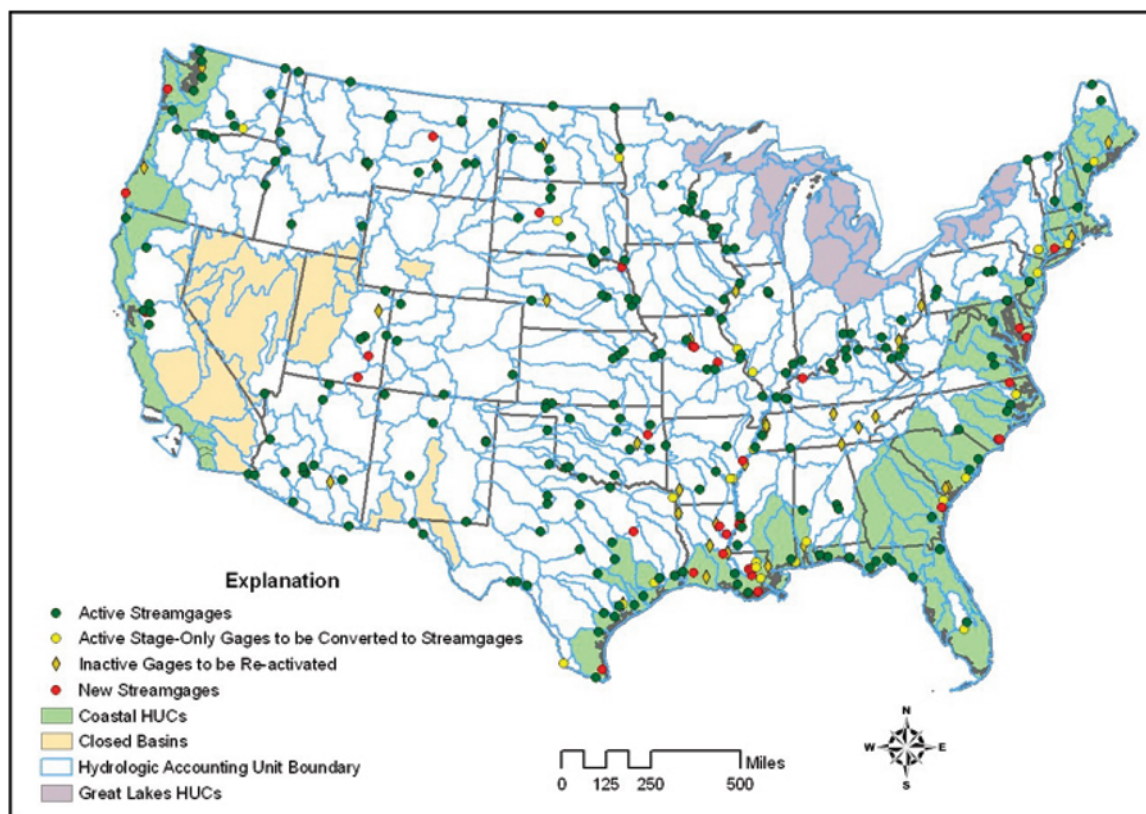 Explanation
Active Streamgages
Active Stage-Only Gages to be Converted to Streamgages
Inactive Gages to be Re-activated
New Streamgages
Coastal HUCs
Closed Basins
Hydrologic Accounting Unit Boundary
Great Lakes HUCs
Miles
0 125 250 500
N
W E
S